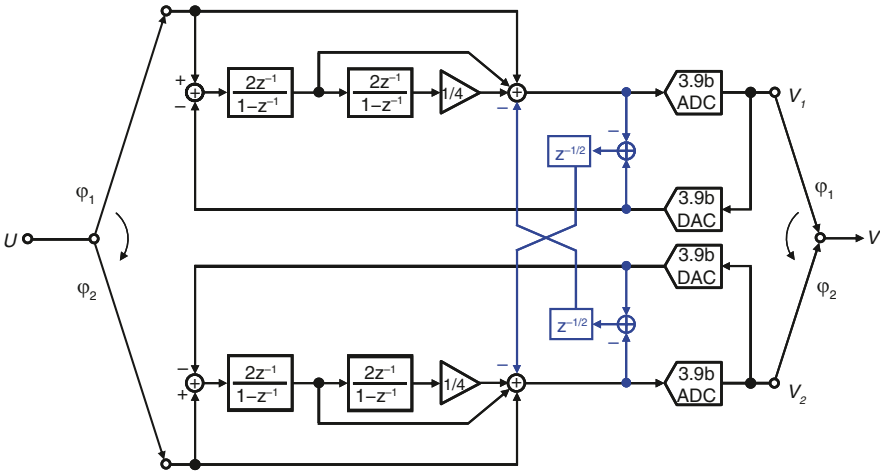 φ₁
φ₂
U
+
−
+
2z⁻¹
1−z⁻¹
2z⁻¹
1−z⁻¹
1/4
+
−
−
+
z⁻¹/²
3.9b
ADC
V₁
3.9b
DAC
φ₁
V
φ₂
3.9b
DAC
z⁻¹/²
+
−
−
+
+
2z⁻¹
1−z⁻¹
2z⁻¹
1−z⁻¹
1/4
−
+
3.9b
ADC
V₂